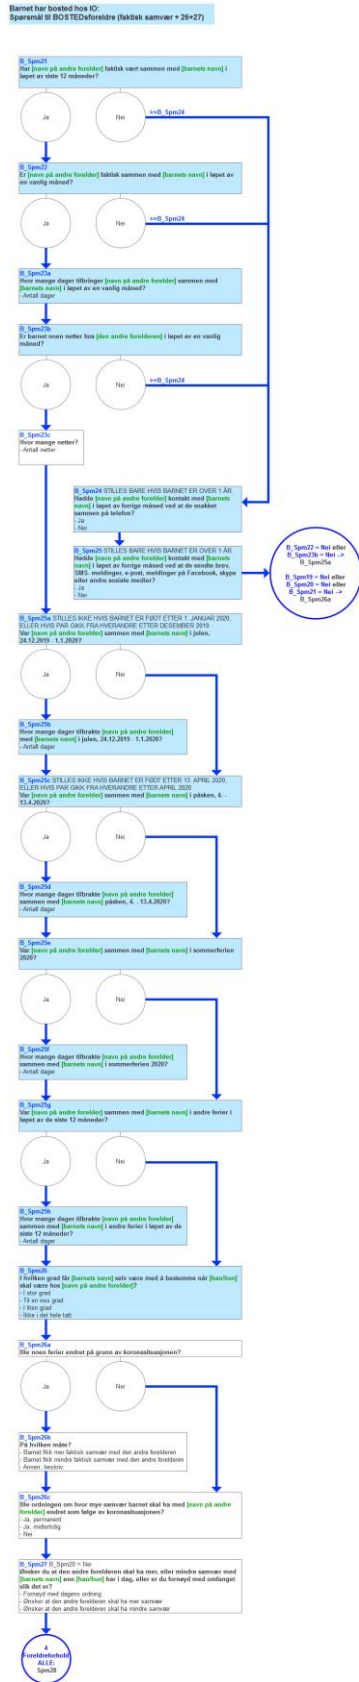 Barnet har bosted hos IO:
Spørsmål til BOSTEDsforeldre (faktisk samvær + 26+27)
B_Spm21
Har [navn på andre forelder] faktisk vært sammen med [barnets navn] i
løpet av siste 12 måneder?
Ja
Nei
>>B_Spm24
B_Spm22
Er [navn på andre forelder] faktisk sammen med [barnets navn] i løpet av
en vanlig måned?
Ja
Nei
>>B_Spm24
B_Spm23a
Hvor mange dager tilbringer [navn på andre forelder] sammen med
[barnets navn] i løpet av en vanlig måned?
- Antall dager
B_Spm23b
Er barnet noen netter hos [den andre forelderen] i løpet av en vanlig
måned?
Ja
Nei
>>B_Spm24
B_Spm23c
Hvor mange netter?
- Antall netter
B_Spm24 STILLES BARE HVIS BARNET ER OVER 1 ÅR.
Hadde [navn på andre forelder] kontakt med [barnets
navn] i løpet av forrige måned ved at de snakket
sammen på telefon?
- Ja
- Nei
B_Spm25 STILLES BARE HVIS BARNET ER OVER 1 ÅR.
Hadde [navn på andre forelder] kontakt med [barnets
navn] i løpet av forrige måned ved at de sendte brev,
SMS- meldinger, e-post, meldinger på Facebook, skype
eller andre sosiale medier?
- Ja
- Nei
B_Spm22 = Nei eller
B_Spm23b = Nei ->
B_Spm25a
B_Spm19 = Nei eller
B_Spm20 = Nei eller
B_Spm21 = Nei ->
B_Spm26a
B_Spm25a STILLES IKKE HVIS BARNET ER FØDT ETTER 1. JANUAR 2020,
ELLER HVIS PAR GIKK FRA HVERANDRE ETTER DESEMBER 2019
Var [navn på andre forelder] sammen med [barnets navn] i julen,
24.12.2019 - 1.1.2020?
Ja
Nei
B_Spm25b
Hvor mange dager tilbrakte [navn på andre forelder]
med [barnets navn] i julen, 24.12.2019 - 1.1.2020?
- Antall dager
B_Spm25c STILLES IKKE HVIS BARNET ER FØDT ETTER 13. APRIL 2020,
ELLER HVIS PAR GIKK FRA HVERANDRE ETTER APRIL 2020
Var [navn på andre forelder] sammen med [barnets navn] i påsken, 4. -
13.4.2020?
Ja
Nei
B_Spm25d
Hvor mange dager tilbrakte [navn på andre forelder]
sammen med [barnets navn] påsken, 4. - 13.4.2020?
- Antall dager
B_Spm25e
Var [navn på andre forelder] sammen med [barnets navn] i sommerferien
2020?
Ja
Nei
B_Spm25f
Hvor mange dager tilbrakte [navn på andre forelder]
sammen med [barnets navn] i sommerferien 2020?
- Antall dager
B_Spm25g
Var [navn på andre forelder] sammen med [barnets navn] i andre ferier i
løpet av de siste 12 måneder?
Ja
Nei
B_Spm25h
Hvor mange dager tilbrakte [navn på andre forelder]
sammen med [barnets navn] i andre ferier i løpet av de
siste 12 måneder?
- Antall dager
B_Spm26
I hvilken grad får [barnets navn] selv være med å bestemme når [han/hun]
skal være hos [navn på andre forelder]?
- I stor grad
- Til en viss grad
- I liten grad
- Ikke i det hele tatt
B_Spm26a
Ble noen ferier endret på grunn av koronasituasjonen?
Ja
Nei
B_Spm26b
På hvilken måte?
- Barnet fikk mer faktisk samvær med den andre forelderen
- Barnet fikk mindre faktisk samvær med den andre forelderen
- Annen, beskriv:
B_Spm26c
Ble ordningen om hvor mye samvær barnet skal ha med [navn på andre
forelder] endret som følge av koronasituasjonen?
- Ja, permanent
- Ja, midlertidig
- Nei
B_Spm27 B_Spm20 = Nei
Ønsker du at den andre forelderen skal ha mer, eller mindre samvær med
[barnets navn] enn [han/hun] har i dag, eller er du fornøyd med omfanget
slik det er?
- Fornøyd med dagens ordning
- Ønsker at den andre forelderen skal ha mer samvær
- Ønsker at den andre forelderen skal ha mindre samvær
4
Foreldreforhold
ALLE:
Spm28